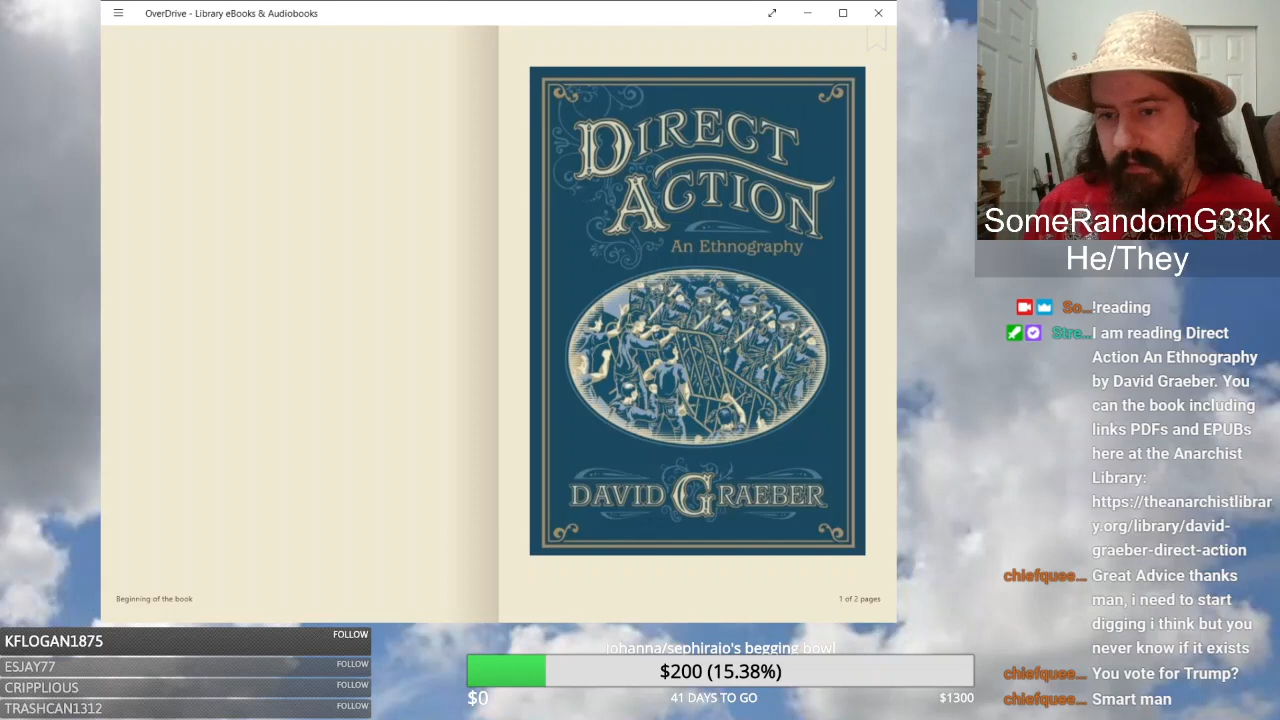 OverDrive - Library eBooks & Audiobooks
DIRECT
ACTION
An Ethnography
DAVID GRAEBER
Beginning of the book
1 of 2 pages
SomeRandomG33k
He/They
So...!reading
Stre...I am reading Direct
Action An Ethnography
by David Graeber. You
can the book including
links PDFs and EPUBs
here at the Anarchist
Library:
https://theanarchistlibrar
y.org/library/david-
graeber-direct-action
chiefquee... Great Advice thanks
man, i need to start
digging i think but you
never know if it exists
chiefquee... You vote for Trump?
chiefquee... Smart man
KFLOGAN1875 FOLLOW
ESJAY77 FOLLOW
CRIPPLIOUS FOLLOW
TRASHCAN1312 FOLLOW
Johanna/sephiraio's begging bowl
$200 (15.38%)
$0 41 DAYS TO GO $1300